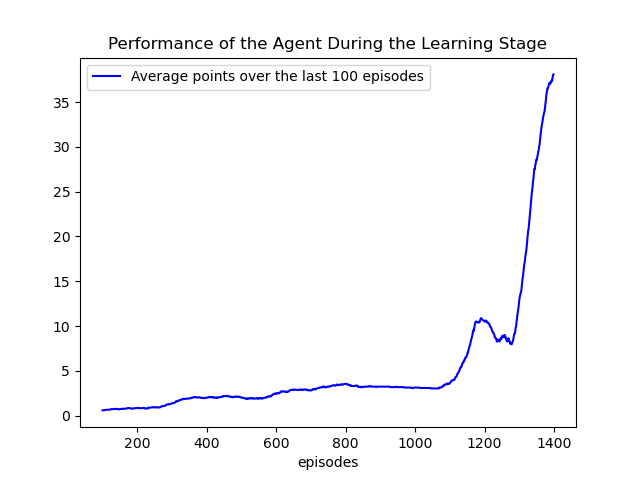 Performance of the Agent During the Learning Stage
Average points over the last 100 episodes
35
30
25
20
15
10
5
0
200 400 600 800 1000 1200 1400
episodes